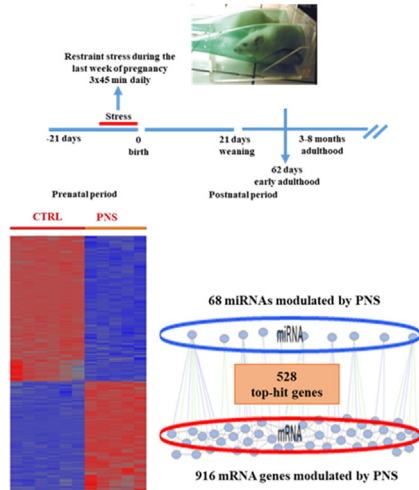 Restraint stress during the
last week of pregnancy
3x45 min daily
Stress
-21 days
0
birth
21 days
weaning
3-8 months
adulthood
62 days
early adulthood
Prenatal period
Postnatal period
CTRL
PNS
68 miRNAs modulated by PNS
miRNA
528
top-hit genes
mRNA
916 mRNA genes modulated by PNS